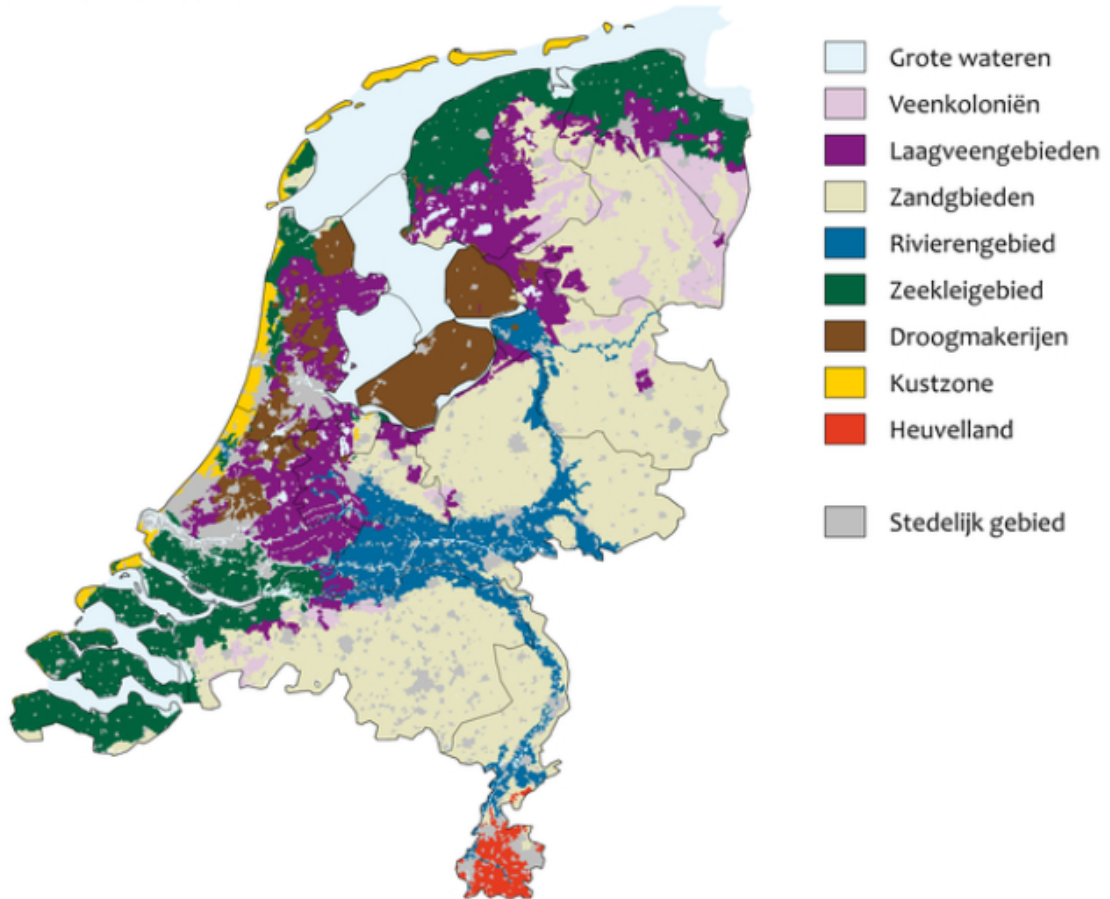 Grote wateren
Veenkoloniën
Laagveengebieden
Zandgbieden
Rivierengebied
Zeekleigebied
Droogmakerijen
Kustzone
Heuvelland
Stedelijk gebied